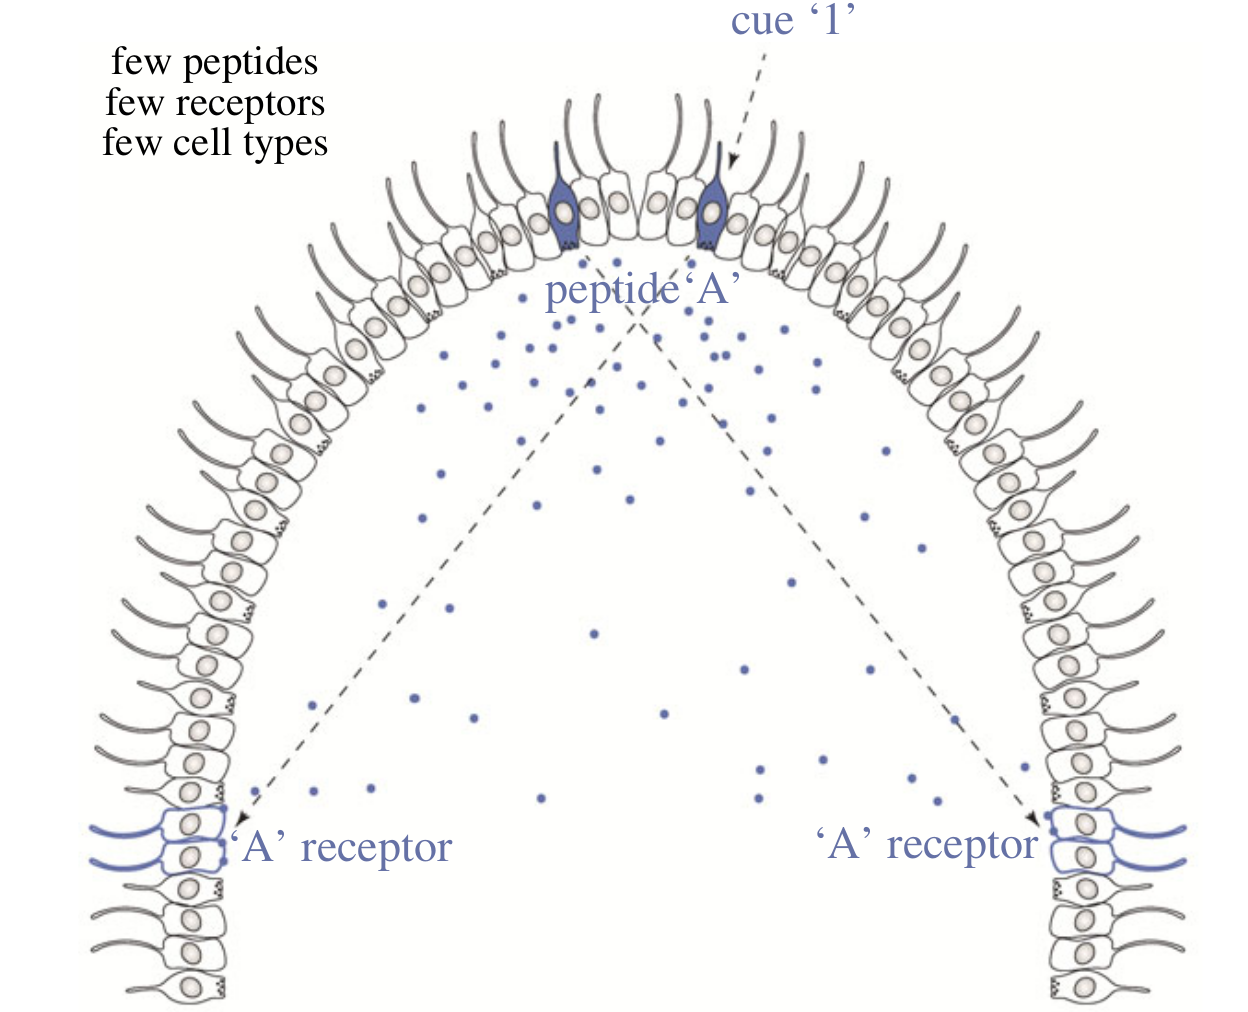 cue ‘1’
few peptides
few receptors
few cell types
peptide‘A’
‘A’ receptor
‘A’ receptor